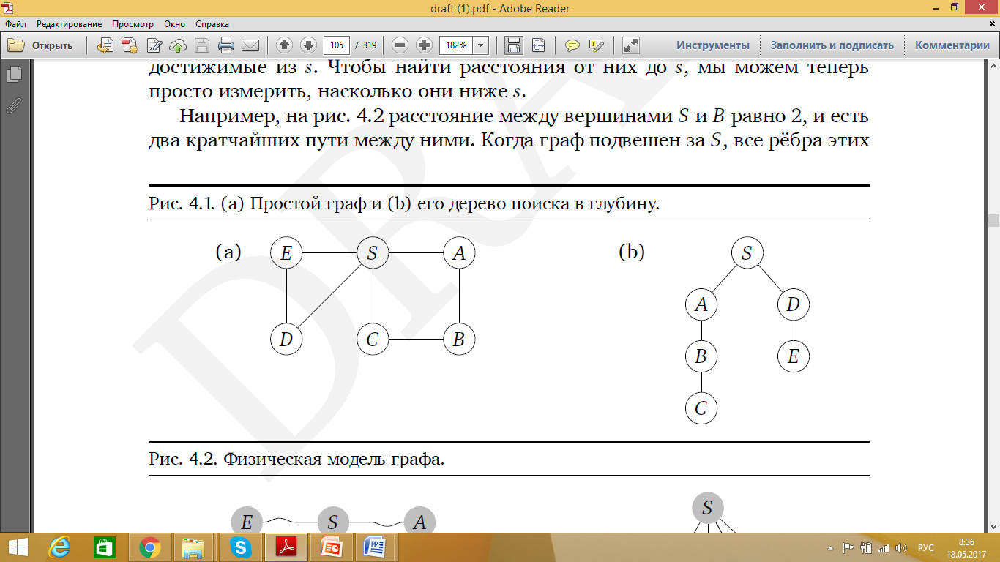 draft (1).pdf - Adobe Reader
Файл Редактирование Просмотр Окно Справка
Открыть 105 / 319 182% Инструменты Заполнить и подписать Комментарии
достижимые из s. Чтобы найти расстояния от них до s, мы можем теперь
просто измерить, насколько они ниже s.
Например, на рис. 4.2 расстояние между вершинами S и B равно 2, и есть
два кратчайших пути между ними. Когда граф подвешен за S, все рёбра этих
Рис. 4.1. (a) Простой граф и (b) его дерево поиска в глубину.
(a) E S A (b) S
A D
D C B
B E
C
Рис. 4.2. Физическая модель графа.
S
E S A
DRA
РУС
8:36
18.05.2017